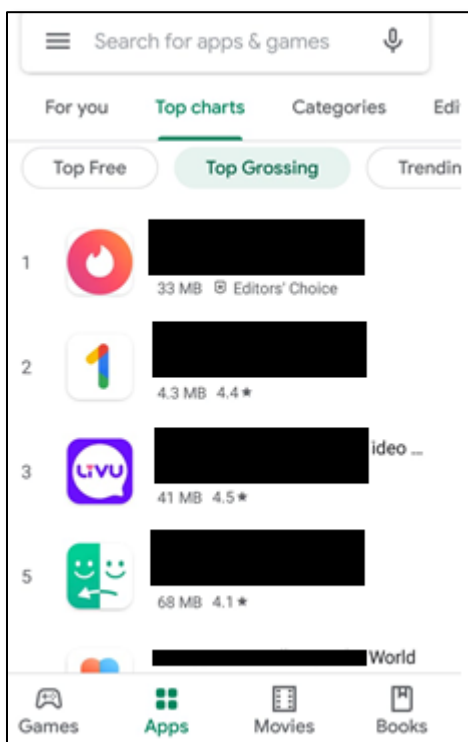 Search for apps & games
For you Top charts Categories Edi
Top Free Top Grossing Trendin
1
33 MB Editors' Choice
2
4.3 MB 4.4★
3 LIVU
ideo ...
41 MB 4.5★
5
68 MB 4.1★
World
Games Apps Movies Books